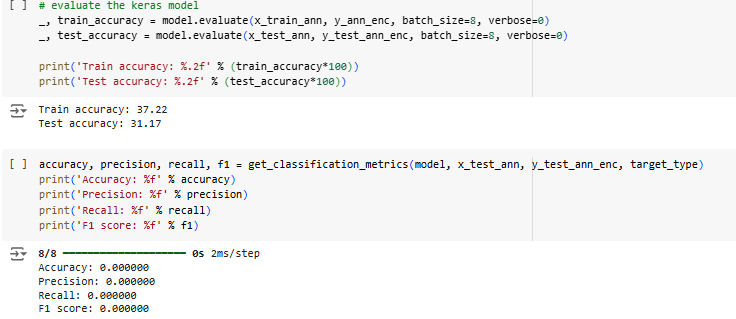 [ ] # evaluate the keras model
_, train_accuracy = model.evaluate(x_train_ann, y_ann_enc, batch_size=8, verbose=0)
_, test_accuracy = model.evaluate(x_test_ann, y_test_ann_enc, batch_size=8, verbose=0)
print('Train accuracy: %.2f' % (train_accuracy*100))
print('Test accuracy: %.2f' % (test_accuracy*100))
Train accuracy: 37.22
Test accuracy: 31.17
[ ] accuracy, precision, recall, f1 = get_classification_metrics(model, x_test_ann, y_test_ann_enc, target_type)
print('Accuracy: %f' % accuracy)
print('Precision: %f' % precision)
print('Recall: %f' % recall)
print('F1 score: %f' % f1)
8/8 0s 2ms/step
Accuracy: 0.000000
Precision: 0.000000
Recall: 0.000000
F1 score: 0.000000